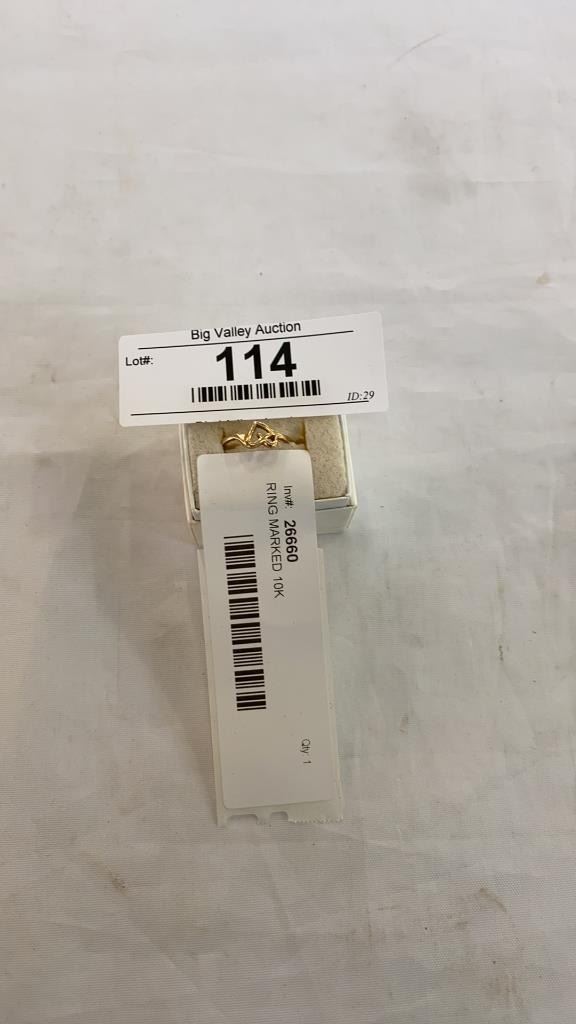 Big Valley Auction
Lot#:
114
ID:29
Inv#: 26660
RING MARKED 10K
Qty: 1